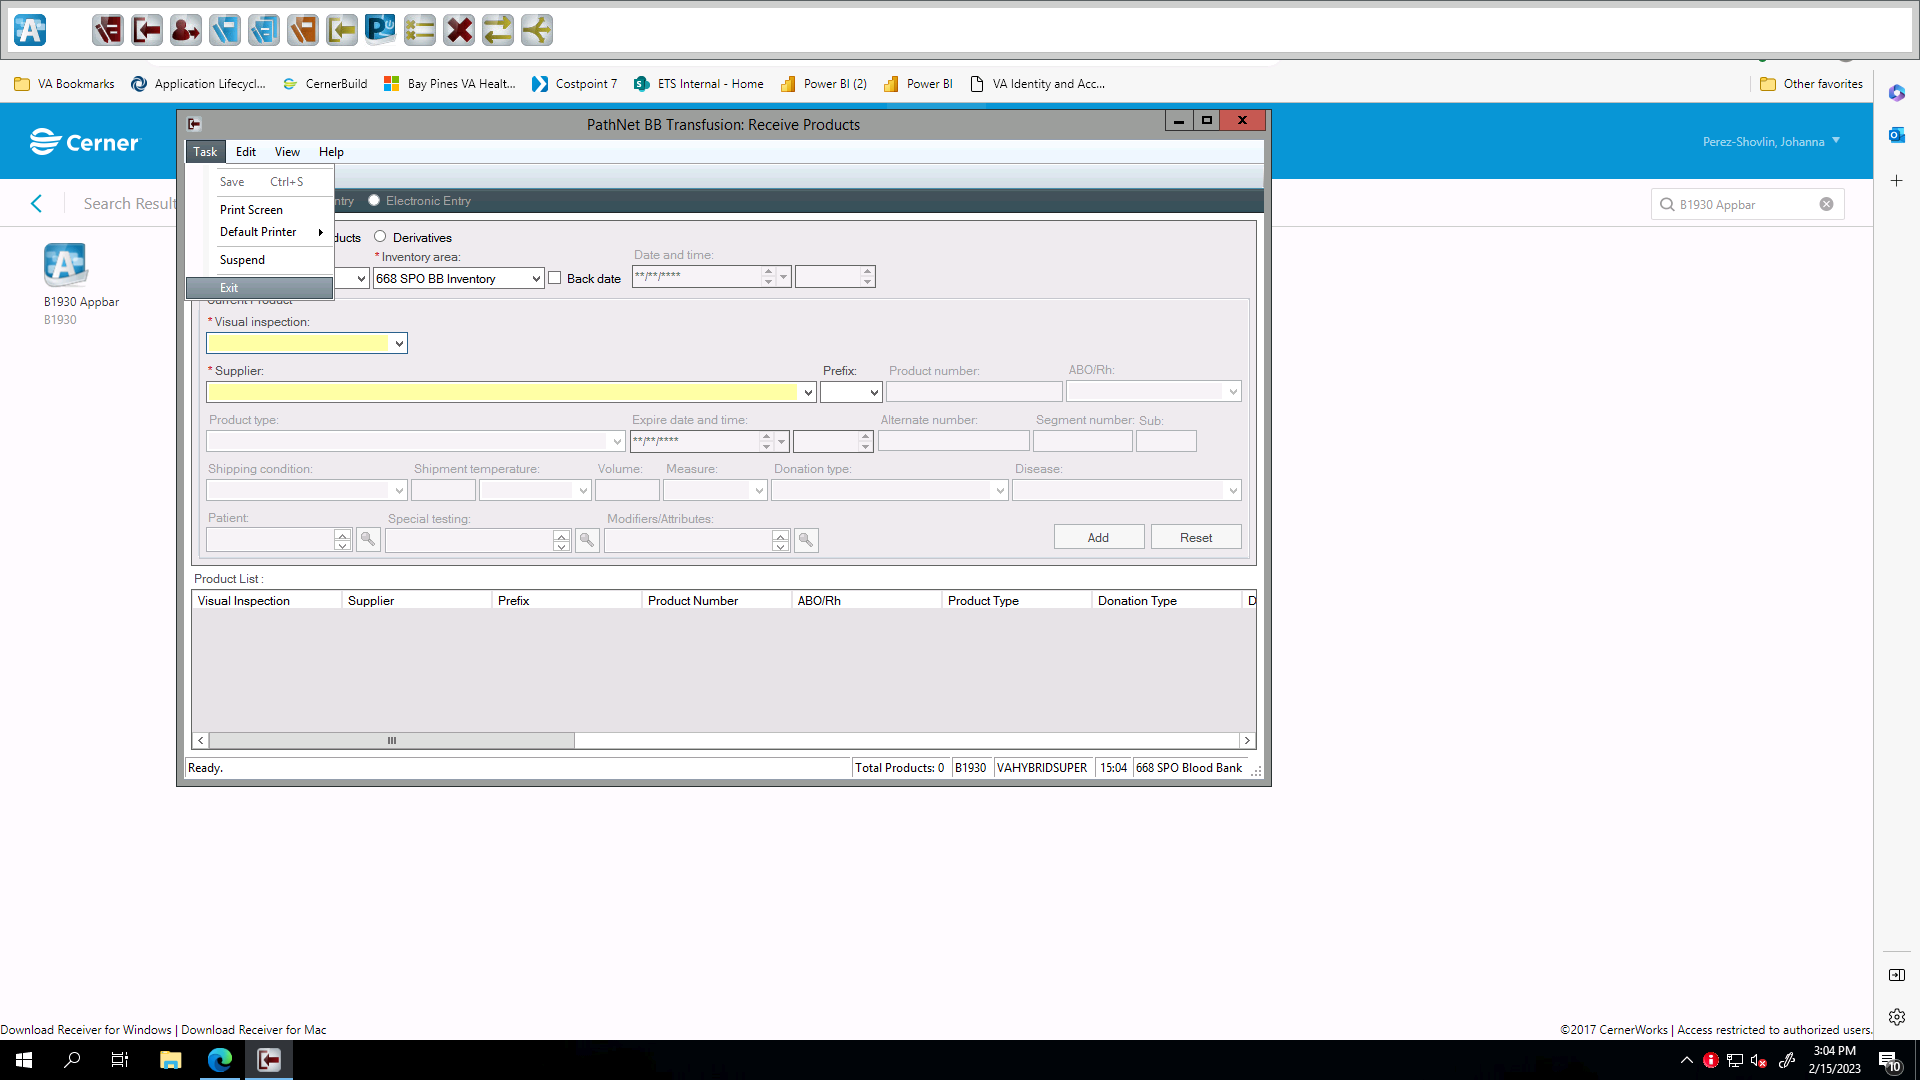 VA Bookmarks
Application Lifecycl...
CernerBuild
Bay Pines VA Healt...
Costpoint 7
ETS Internal - Home
Power BI (2)
Power BI
VA Identity and Acc...
Other favorites
Cerner
Perez-Shovlin, Johanna
Search Result
B1930 Appbar
B1930 Appbar
B1930
PathNet BB Transfusion: Receive Products
Task Edit View Help
Save Ctrl+S
Print Screen
Default Printer
Suspend
Exit
ntry Electronic Entry
ducts Derivatives
* Inventory area:
Date and time:
668 SPO BB Inventory
Back date
**/**/****
Current Product
* Visual inspection:
* Supplier:
Prefix:
Product number:
ABO/Rh:
Product type:
Expire date and time:
Alternate number:
Segment number:
Sub:
**/**/****
Shipping condition:
Shipment temperature:
Volume:
Measure:
Donation type:
Disease:
Patient:
Special testing:
Modifiers/Attributes:
Add
Reset
Product List :
Visual Inspection Supplier Prefix Product Number ABO/Rh Product Type Donation Type D
Ready.
Total Products: 0 B1930 VAHYBRIDSUPER 15:04 668 SPO Blood Bank
Download Receiver for Windows | Download Receiver for Mac
©2017 CernerWorks | Access restricted to authorized users.
3:04 PM
2/15/2023
10